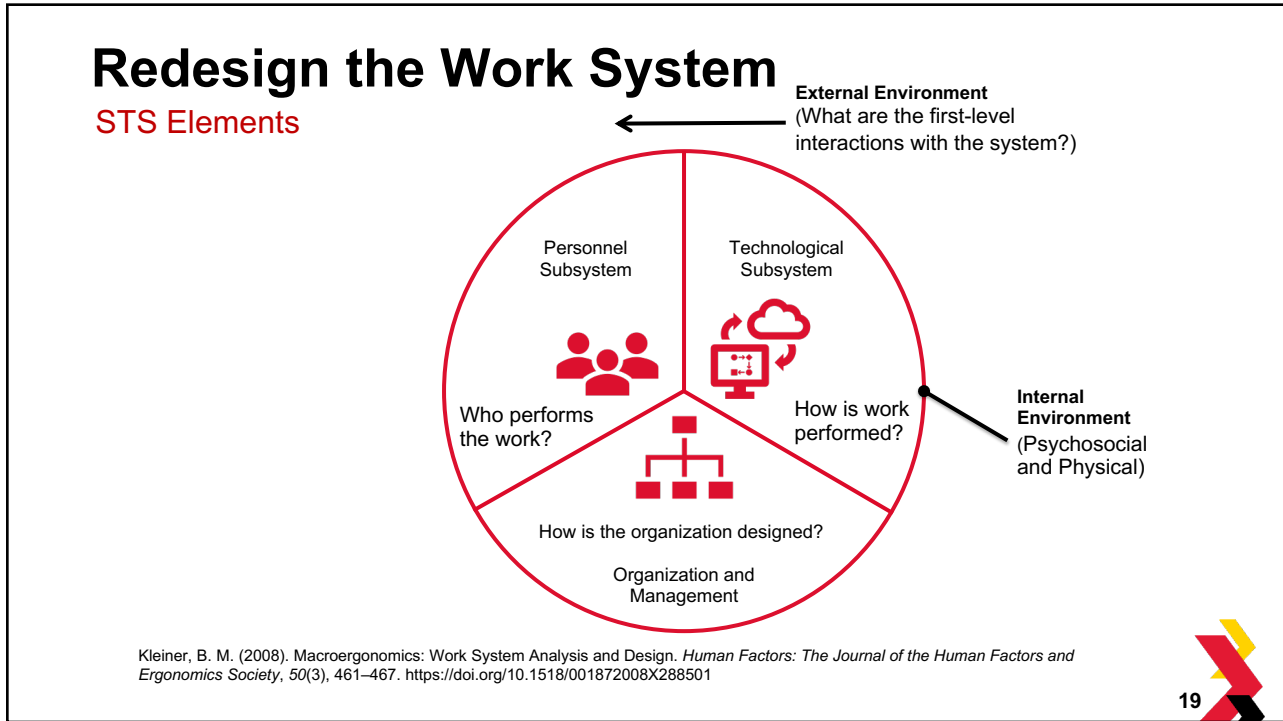 Redesign the Work System
STS Elements
External Environment
(What are the first-level
interactions with the system?)
Personnel
Subsystem
Technological
Subsystem
Who performs
the work?
How is work
performed?
Internal
Environment
(Psychosocial
and Physical)
How is the organization designed?
Organization and
Management
Kleiner, B. M. (2008). Macroergonomics: Work System Analysis and Design. Human Factors: The Journal of the Human Factors and
Ergonomics Society, 50(3), 461–467. https://doi.org/10.1518/001872008X288501
19